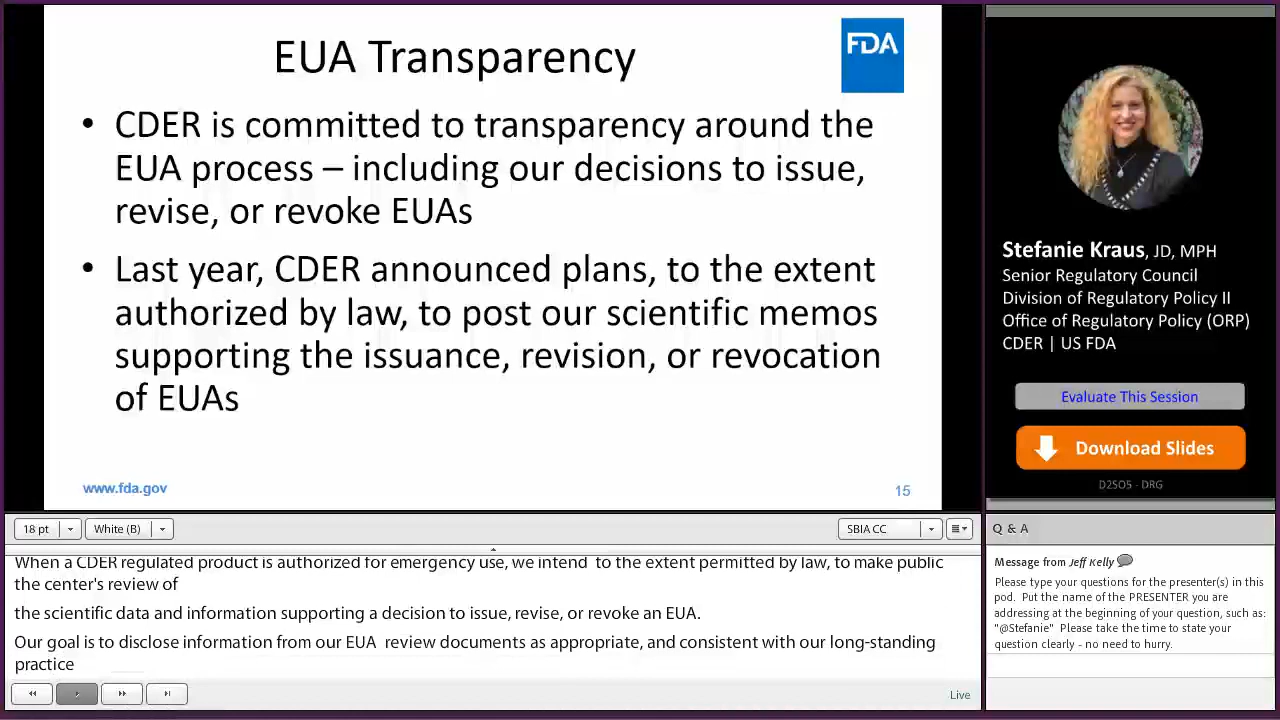 EUA Transparency
FDA
• CDER is committed to transparency around the
EUA process – including our decisions to issue,
revise, or revoke EUAs
• Last year, CDER announced plans, to the extent
authorized by law, to post our scientific memos
supporting the issuance, revision, or revocation
of EUAs
www.fda.gov
15
Stefanie Kraus, JD, MPH
Senior Regulatory Council
Division of Regulatory Policy II
Office of Regulatory Policy (ORP)
CDER | US FDA
Evaluate This Session
Download Slides
D2S05 - DRG
18 pt
White (B)
SBIA CC
When a CDER regulated product is authorized for emergency use, we intend to the extent permitted by law, to make public
the center's review of
the scientific data and information supporting a decision to issue, revise, or revoke an EUA.
Our goal is to disclose information from our EUA review documents as appropriate, and consistent with our long-standing
practice
Live
Q & A
Message from Jeff Kelly
Please type your questions for the presenter(s) in this
pod. Put the name of the PRESENTER you are
addressing at the beginning of your question, such as:
"@Stefanie" Please take the time to state your
question clearly - no need to hurry.